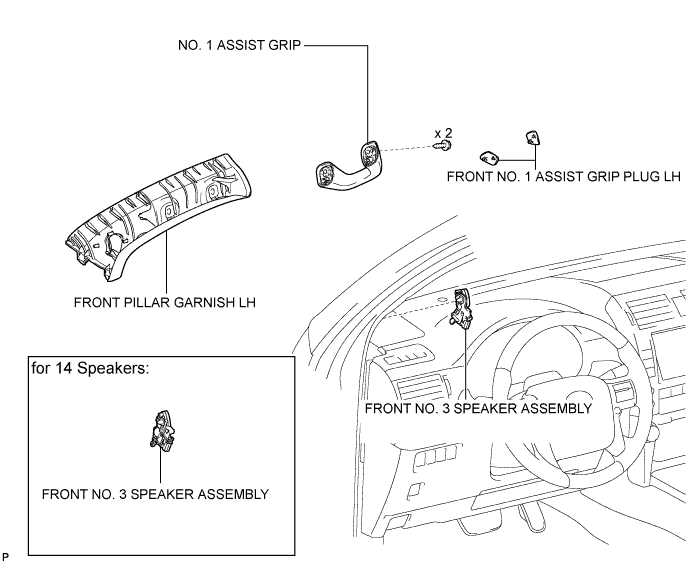 NO. 1 ASSIST GRIP
x 2
FRONT NO. 1 ASSIST GRIP PLUG LH
FRONT PILLAR GARNISH LH
for 14 Speakers:
FRONT NO. 3 SPEAKER ASSEMBLY
FRONT NO. 3 SPEAKER ASSEMBLY
P